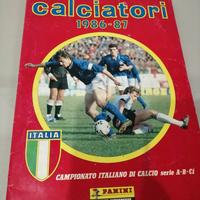 calciatori
1986-87
ITALIA
CAMPIONATO ITALIANO DI CALCIO serie A-B-C1
PANINI